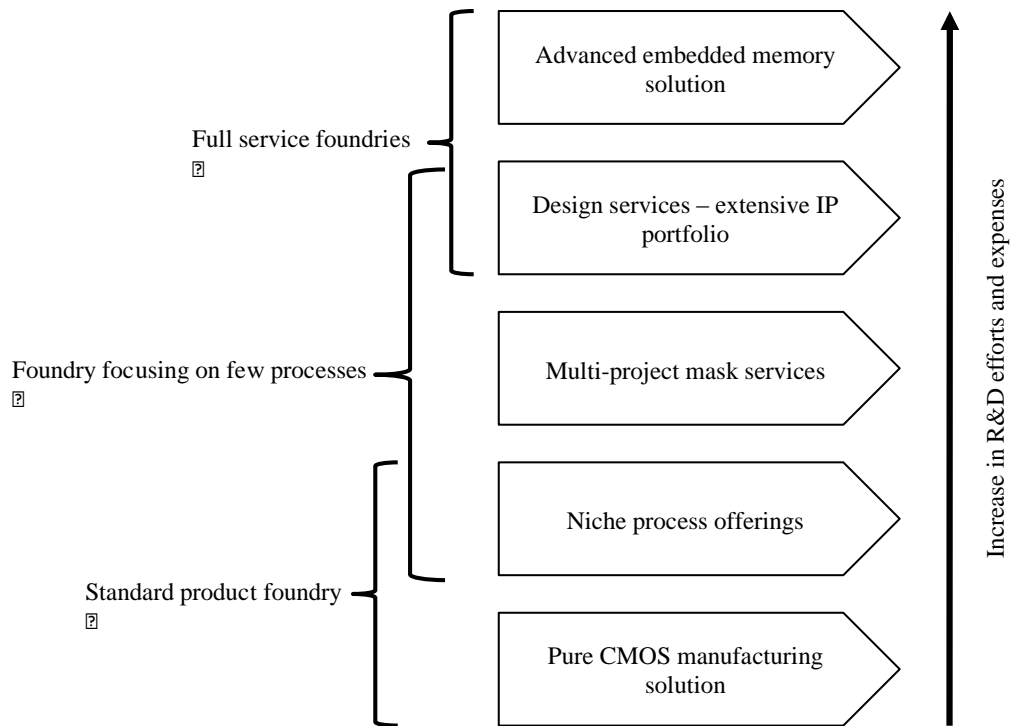 Advanced embedded memory
solution
Full service foundries
Design services – extensive IP
portfolio
Foundry focusing on few processes
Multi-project mask services
Niche process offerings
Standard product foundry
Pure CMOS manufacturing
solution
Increase in R&D efforts and expenses